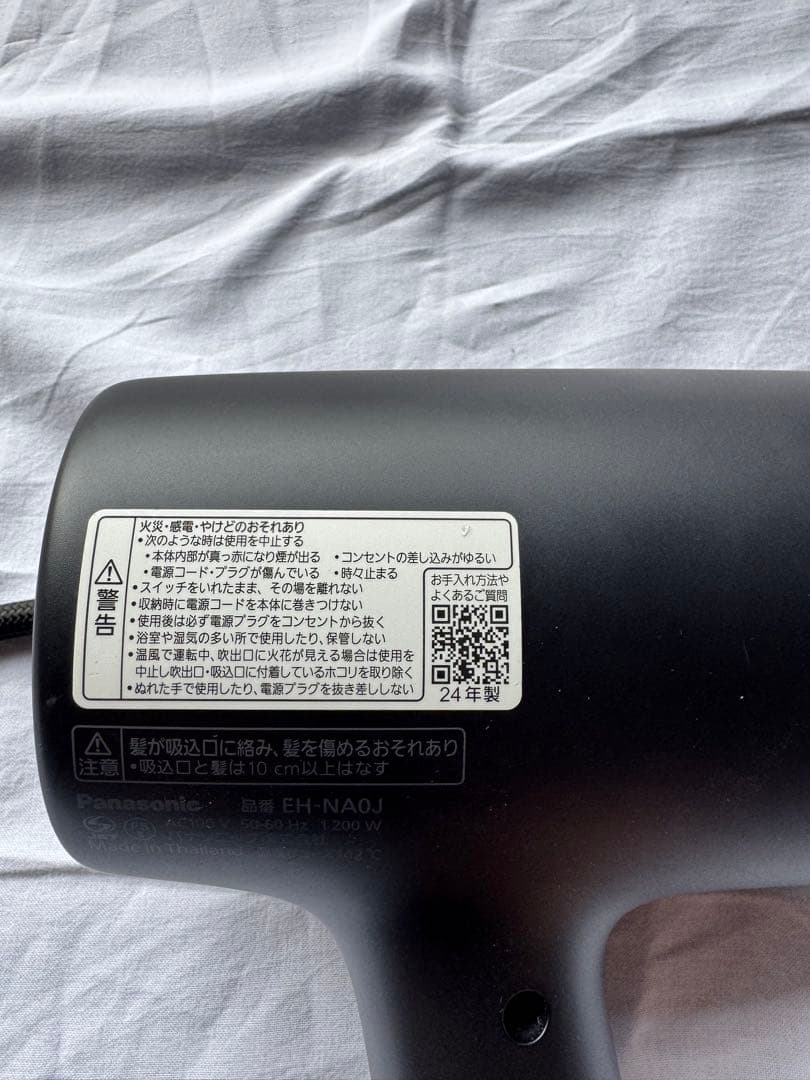 警告
火災・感電・やけどのおそれあり
•次のような時は使用を中止する
•本体内部が真っ赤になり煙が出る •コンセントの差し込みがゆるい
•電源コード・プラグが傷んでいる •時々止まる
•スイッチをいれたまま、その場を離れない
•収納時に電源コードを本体に巻きつけない
•使用後は必ず電源プラグをコンセントから抜く
•浴室や湿気の多い所で使用したり、保管しない
•温風で運転中、吹出口に火花が見える場合は使用を
中止し吹出口・吸込口に付着しているホコリを取り除く
•ぬれた手で使用したり、電源プラグを抜き差ししない
お手入れ方法や
よくあるご質問
24年製
注意
髪が吸込口に絡み、髪を傷めるおそれあり
•吸込口と髪は10 cm以上はなす
Panasonic 品番 EH-NA0J
AC100 V 50-60 Hz 1 200 W
Made in Thailand